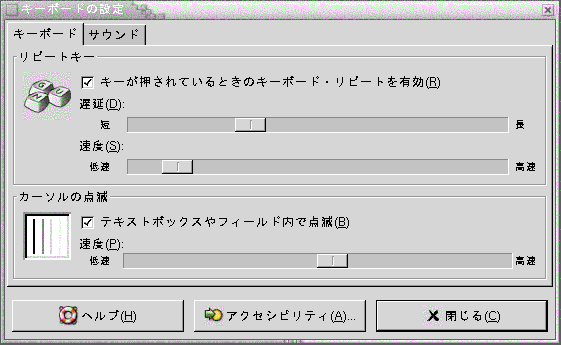 キーボードの設定
キーボード サウンド
リピートキー
キーが押されているときのキーボード・リピートを有効(R)
遅延(D):
短 長
速度(S):
低速 高速
カーソルの点滅
テキストボックスやフィールド内で点滅(B)
速度(P):
低速 高速
ヘルプ(H) アクセシビリティ(A)... 閉じる(C)